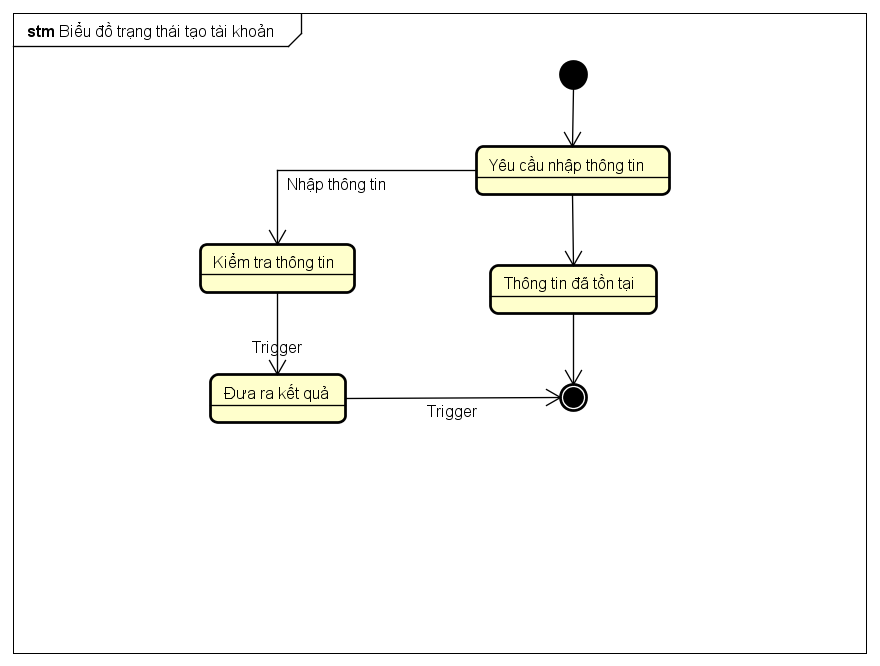 stm Biểu đồ trạng thái tạo tài khoản
Yêu cầu nhập thông tin
Nhập thông tin
Kiểm tra thông tin
Thông tin đã tồn tại
Trigger
Đưa ra kết quả
Trigger